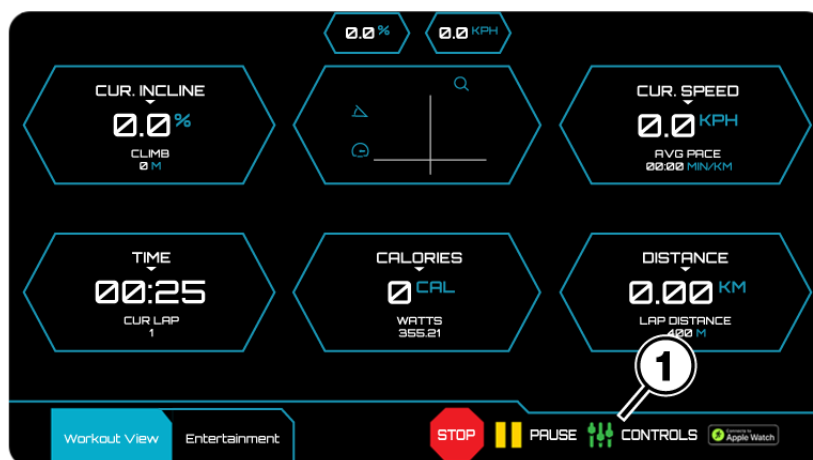 0.0 % 0.0 KPH
CUR. INCLINE
0.0 %
CLIMB
0 M
CUR. SPEED
0.0 KPH
AVG PACE
00:00 MIN/KM
TIME
00:25
CUR LAP
1
CALORIES
0 CAL
WATTS
355.21
DISTANCE
0.00 KM
LAP DISTANCE
400 M
1
Workout View Entertainment STOP PAUSE CONTROLS
Connects to
Apple Watch